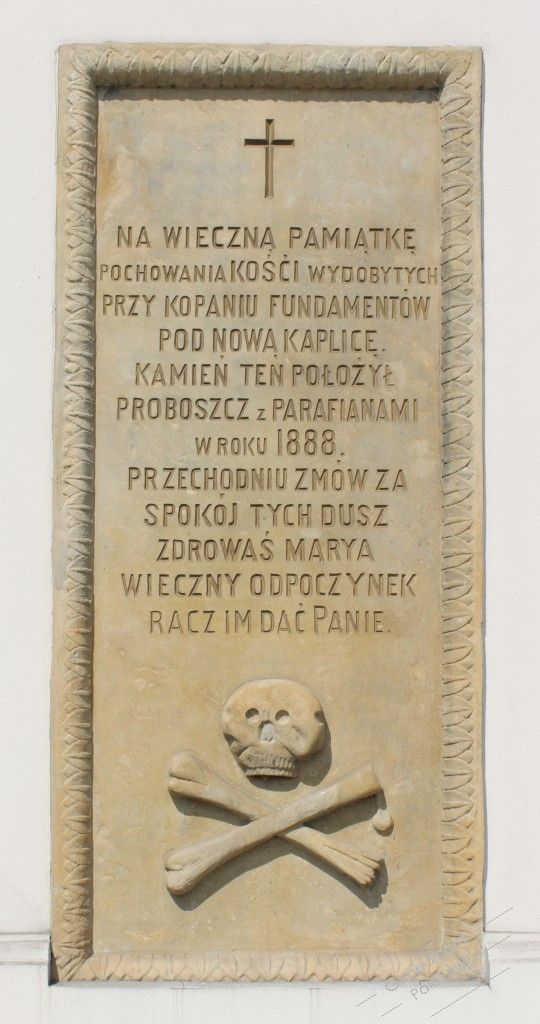 NA WIECZNĄ PAMIĄTKĘ
POCHOWANIA KOŚĆI WYDOBYTYCH
PRZY KOPANIU FUNDAMENTÓW
POD NOWĄ KAPLICĘ.
KAMIEŃ TEN POŁOŻYŁ
PROBOSZCZ z PARAFIANAMI
W ROKU 1888.
PRZECHODNIU ZMÓW ZA
SPOKÓJ TYCH DUSZ
ZDROWAŚ MARYA
WIECZNY ODPOCZYNEK
RACZ IM DAĆ PANIE.